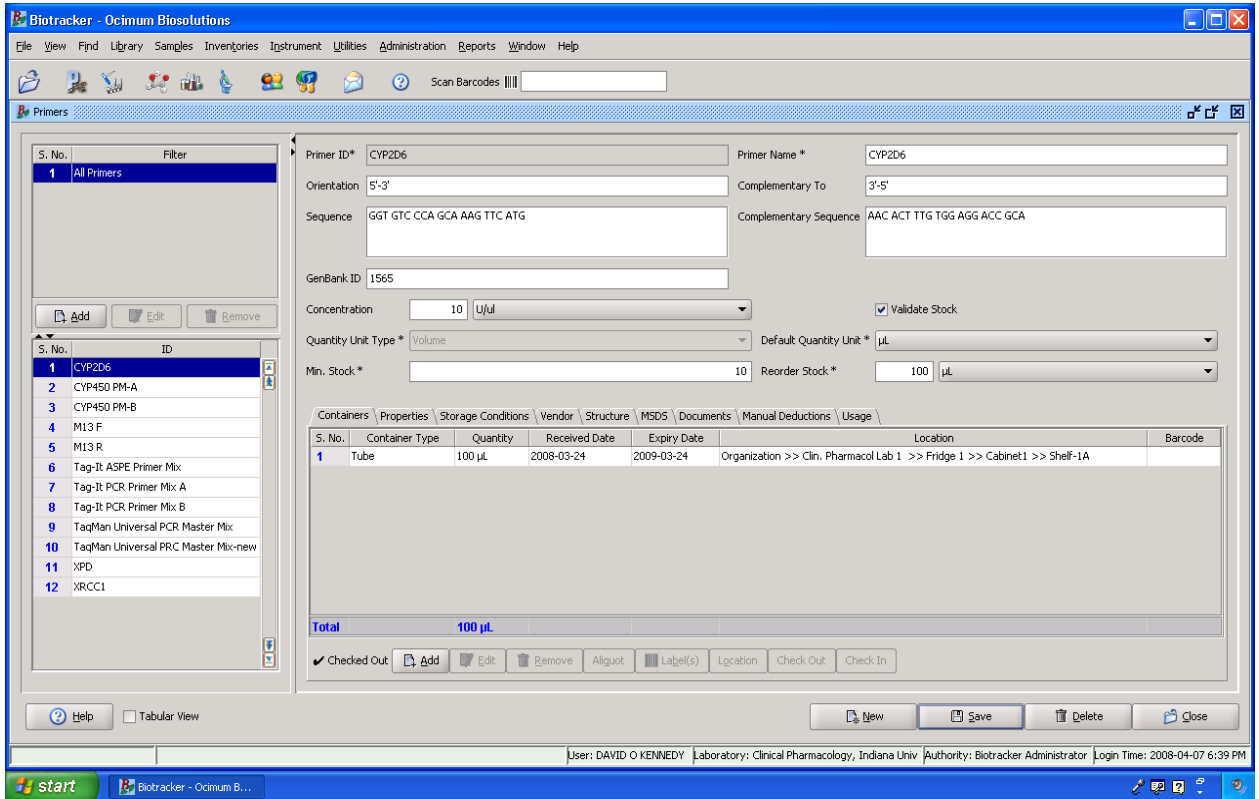 Biotracker - Ocimum Biosolutions
File View Find Library Samples Inventories Instrument Utilities Administration Reports Window Help
Scan Barcodes
Primers
S. No. Filter
1 All Primers
Add Edit Remove
S. No. ID
1 CYP2D6
2 CYP450 PM-A
3 CYP450 PM-B
4 M13 F
5 M13 R
6 Tag-It ASPE Primer Mix
7 Tag-It PCR Primer Mix A
8 Tag-It PCR Primer Mix B
9 TaqMan Universal PCR Master Mix
10 TaqMan Universal PRC Master Mix-new
11 XPD
12 XRCC1
Primer ID* CYP2D6 Primer Name * CYP2D6
Orientation 5'-3' Complementary To 3'-5'
Sequence GGT GTC CCA GCA AAG TTC ATG Complementary Sequence AAC ACT TTG TGG AGG ACC GCA
GenBank ID 1565
Concentration 10 U/ul Validate Stock
Quantity Unit Type * Volume Default Quantity Unit * µL
Min. Stock * 10 Reorder Stock * 100 µL
Containers Properties Storage Conditions Vendor Structure MSDS Documents Manual Deductions Usage
S. No. Container Type Quantity Received Date Expiry Date Location Barcode
1 Tube 100 µL 2008-03-24 2009-03-24 Organization >> Clin. Pharmacol Lab 1 >> Fridge 1 >> Cabinet1 >> Shelf-1A
Total 100 µL
Checked Out Add Edit Remove Aliquot Label(s) Location Check Out Check In
Help Tabular View New Save Delete Close
User: DAVID O KENNEDY Laboratory: Clinical Pharmacology, Indiana Univ Authority: Biotracker Administrator Login Time: 2008-04-07 6:39 PM
start Biotracker - Ocimum B...